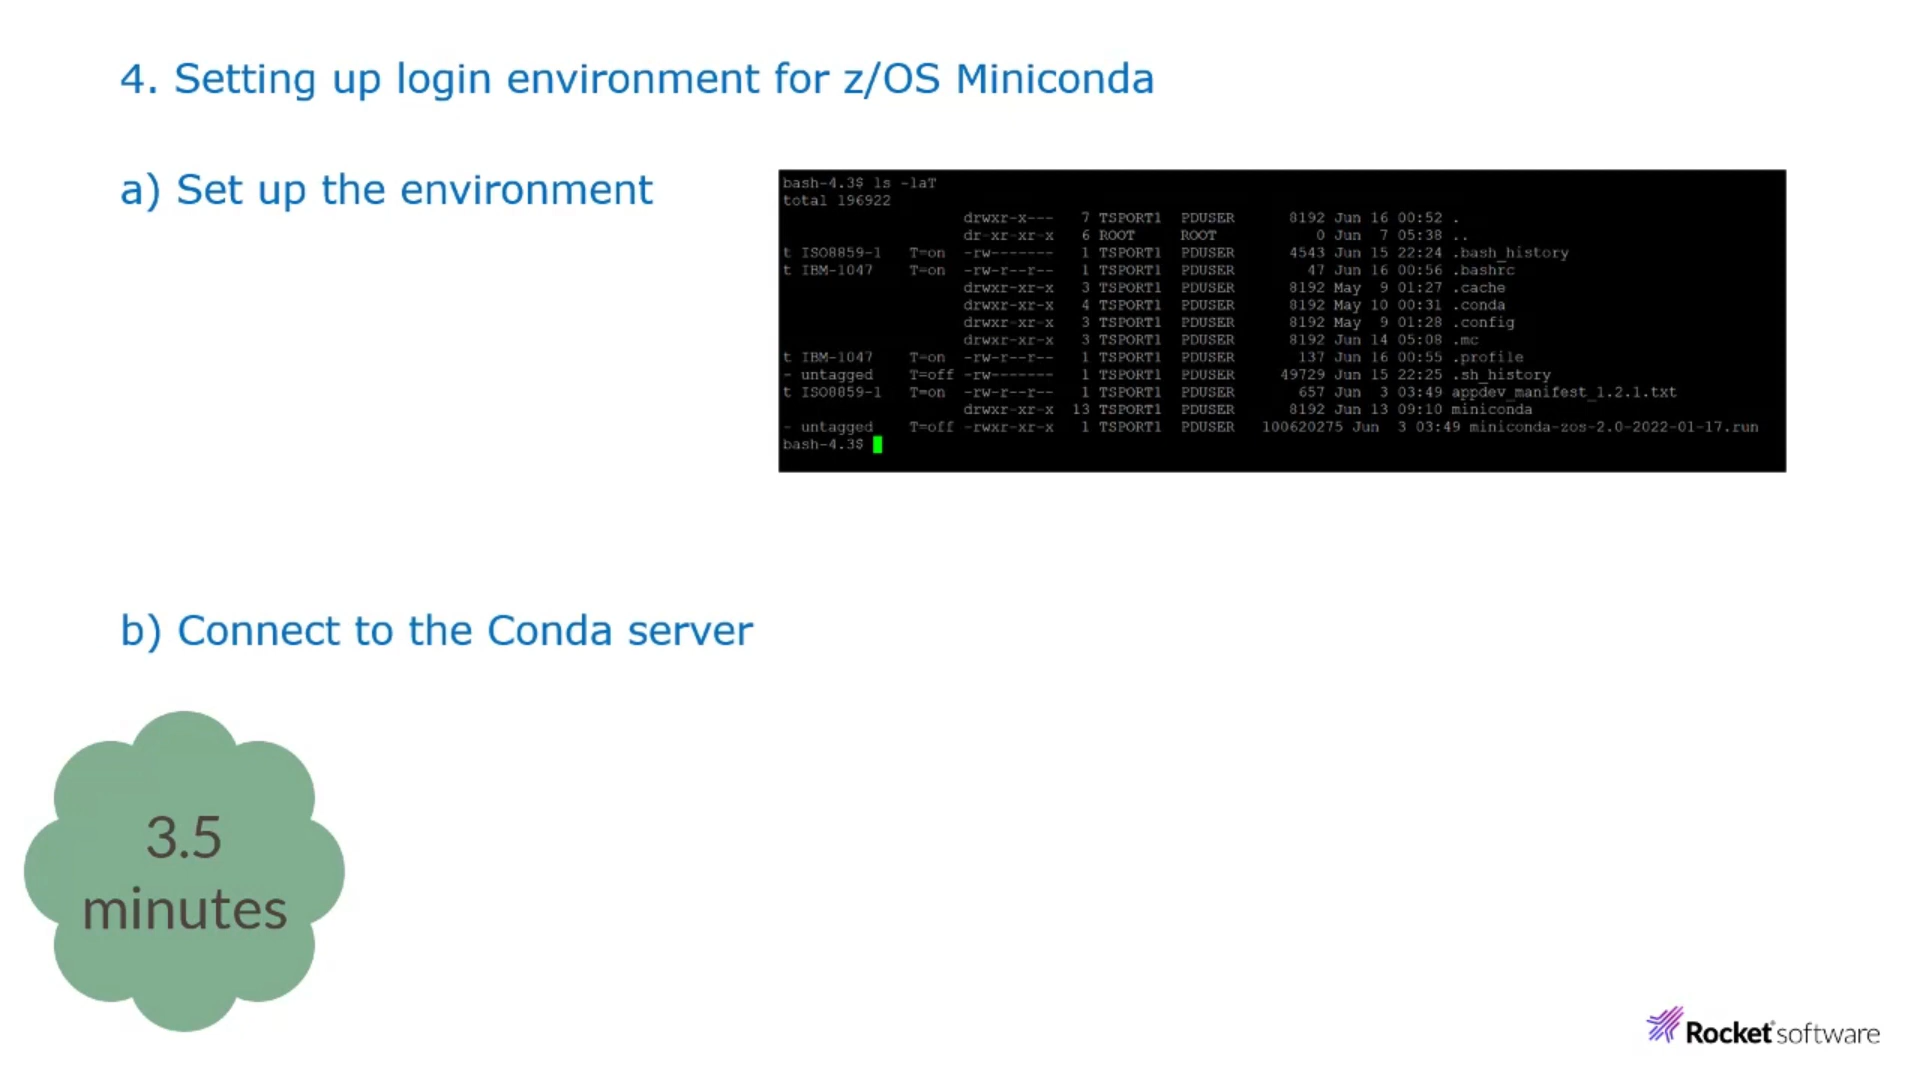 4. Setting up login environment for z/OS Miniconda
a) Set up the environment
bash-4.3$ ls -laT
total 196922
drwxr-x--- 7 TSPORT1 PDUSER 8192 Jun 16 00:52 .
dr-xr-xr-x 6 ROOT ROOT 0 Jun 7 05:38 ..
t ISO8859-1 T=on -rw------- 1 TSPORT1 PDUSER 4543 Jun 15 22:24 .bash_history
t IBM-1047 T=on -rw-r--r-- 1 TSPORT1 PDUSER 47 Jun 16 00:56 .bashrc
drwxr-xr-x 3 TSPORT1 PDUSER 8192 May 9 01:27 .cache
drwxr-xr-x 4 TSPORT1 PDUSER 8192 May 10 00:31 .conda
drwxr-xr-x 3 TSPORT1 PDUSER 8192 May 9 01:28 .config
drwxr-xr-x 3 TSPORT1 PDUSER 8192 Jun 14 05:08 .mc
t IBM-1047 T=on -rw-r--r-- 1 TSPORT1 PDUSER 137 Jun 16 00:55 .profile
- untagged T=off -rw------- 1 TSPORT1 PDUSER 49729 Jun 15 22:25 .sh_history
t ISO8859-1 T=on -rw-r--r-- 1 TSPORT1 PDUSER 657 Jun 3 03:49 appdev_manifest_1.2.1.txt
drwxr-xr-x 13 TSPORT1 PDUSER 8192 Jun 13 09:10 miniconda
- untagged T=off -rwxr-xr-x 1 TSPORT1 PDUSER 100620275 Jun 3 03:49 miniconda-zos-2.0-2022-01-17.run
bash-4.3$
b) Connect to the Conda server
3.5
minutes
Rocket software